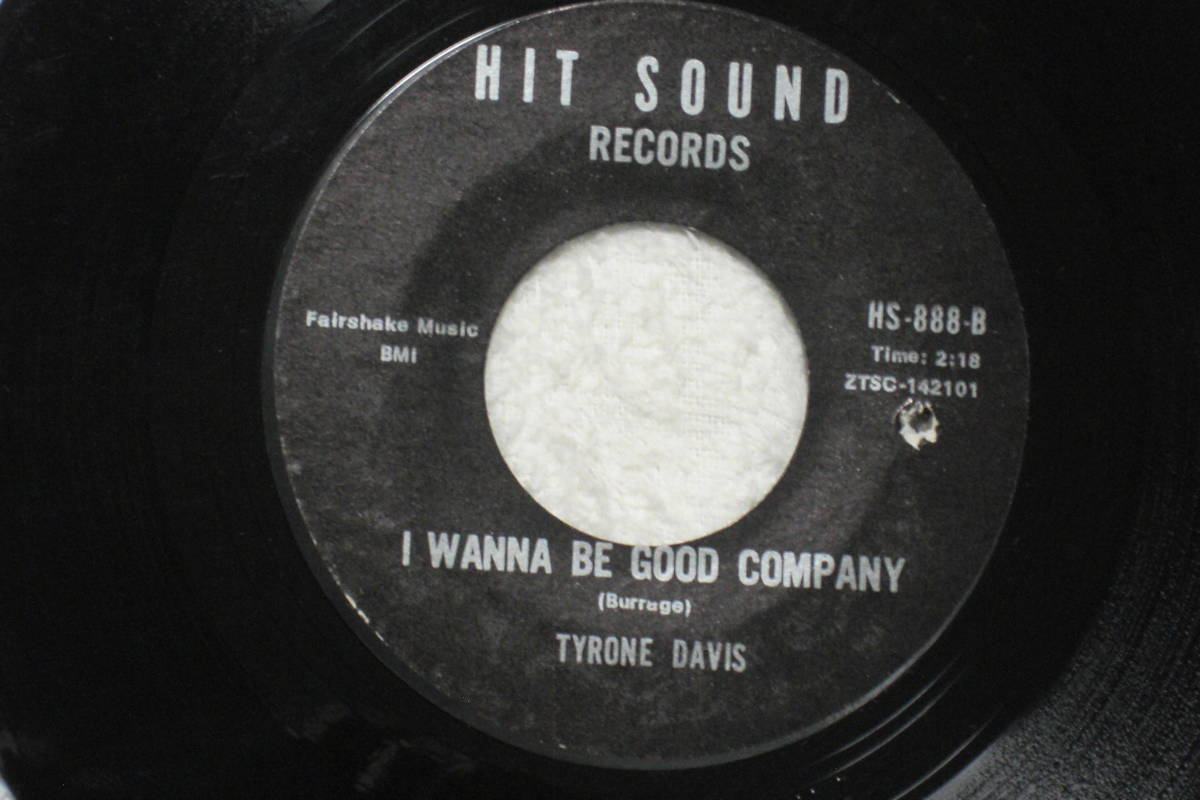 HIT SOUND
RECORDS
Fairshake Music
BMI
HS-888-B
Time: 2:18
ZTSC-142101
I WANNA BE GOOD COMPANY
(Burrage)
TYRONE DAVIS